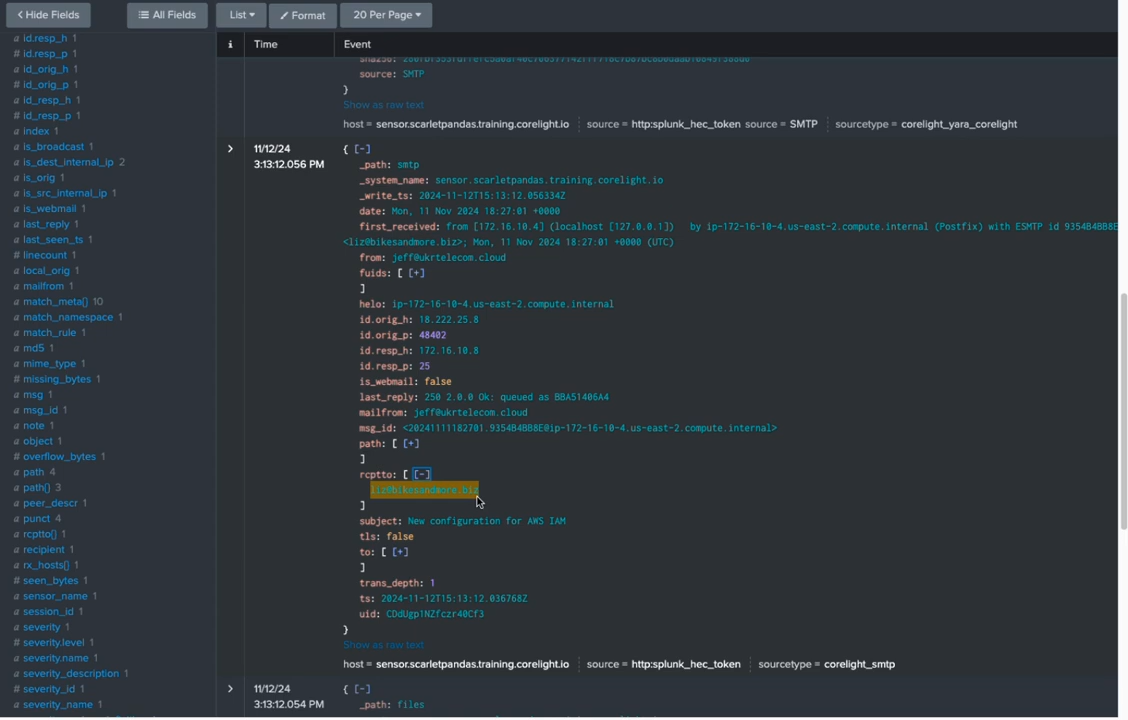 Hide Fields
All Fields
List
Format
20 Per Page
i Time Event
a id.resp_h 1
# id.resp_p 1
a id_orig_h 1
# id_orig_p 1
a id_resp_h 1
# id_resp_p 1
a index 1
a is_broadcast 1
a is_dest_internal_ip 2
a is_orig 1
a is_src_internal_ip 1
a is_webmail 1
a last_reply 1
a last_seen_ts 1
# linecount 1
a local_orig 1
a mailfrom 1
a match_meta{} 10
a match_namespace 1
a match_rule 1
a md5 1
a mime_type 1
# missing_bytes 1
a msg 1
a msg_id 1
a note 1
a object 1
# overflow_bytes 1
a path 4
a path{} 3
a peer_descr 1
a punct 4
a rcptto{} 1
a recipient 1
a rx_hosts{} 1
# seen_bytes 1
a sensor_name 1
a session_id 1
a severity 1
# severity.level 1
a severity.name 1
a severity_description 1
# severity_id 1
a severity_name 1
source: SMTP
}
Show as raw text
host = sensor.scarletpandas.training.corelight.io source = http:splunk_hec_token source = SMTP sourcetype = corelight_yara_corelight
11/12/24
3:13:12.056 PM
{ [-]
_path: smtp
_system_name: sensor.scarletpandas.training.corelight.io
_write_ts: 2024-11-12T15:13:12.056334Z
date: Mon, 11 Nov 2024 18:27:01 +0000
first_received: from [172.16.10.4] (localhost [127.0.0.1]) by ip-172-16-10-4.us-east-2.compute.internal (Postfix) with ESMTP id 9354B4BB8E
<liz@bikesandmore.biz>; Mon, 11 Nov 2024 18:27:01 +0000 (UTC)
from: jeff@ukrtelecom.cloud
fuids: [ [+]
]
helo: ip-172-16-10-4.us-east-2.compute.internal
id.orig_h: 18.222.25.8
id.orig_p: 48402
id.resp_h: 172.16.10.8
id.resp_p: 25
is_webmail: false
last_reply: 250 2.0.0 Ok: queued as BBA51406A4
mailfrom: jeff@ukrtelecom.cloud
msg_id: <20241111182701.9354B4BB8E@ip-172-16-10-4.us-east-2.compute.internal>
path: [ [+]
]
rcptto: [ [-]
liz@bikesandmore.biz
]
subject: New configuration for AWS IAM
tls: false
to: [ [+]
]
trans_depth: 1
ts: 2024-11-12T15:13:12.036768Z
uid: CDdUgp1NZfczr40Cf3
}
Show as raw text
host = sensor.scarletpandas.training.corelight.io source = http:splunk_hec_token sourcetype = corelight_smtp
11/12/24
3:13:12.054 PM
{ [-]
_path: files